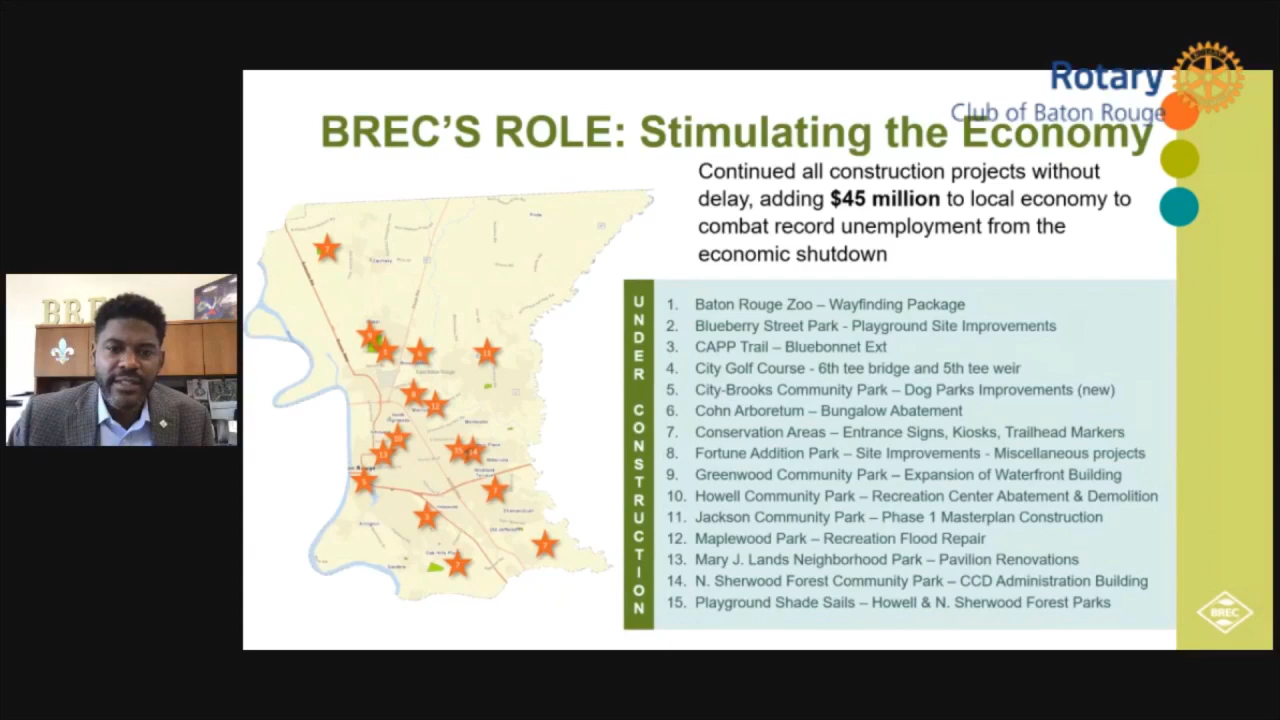 Rotary
Club of Baton Rouge
BREC'S ROLE: Stimulating the Economy
Continued all construction projects without
delay, adding $45 million to local economy to
combat record unemployment from the
economic shutdown
UNDER CONSTRUCTION
1. Baton Rouge Zoo – Wayfinding Package
2. Blueberry Street Park - Playground Site Improvements
3. CAPP Trail – Bluebonnet Ext
4. City Golf Course - 6th tee bridge and 5th tee weir
5. City-Brooks Community Park – Dog Parks Improvements (new)
6. Cohn Arboretum – Bungalow Abatement
7. Conservation Areas – Entrance Signs, Kiosks, Trailhead Markers
8. Fortune Addition Park – Site Improvements - Miscellaneous projects
9. Greenwood Community Park – Expansion of Waterfront Building
10. Howell Community Park – Recreation Center Abatement & Demolition
11. Jackson Community Park – Phase 1 Masterplan Construction
12. Maplewood Park – Recreation Flood Repair
13. Mary J. Lands Neighborhood Park – Pavilion Renovations
14. N. Sherwood Forest Community Park – CCD Administration Building
15. Playground Shade Sails – Howell & N. Sherwood Forest Parks
BREC
BRE